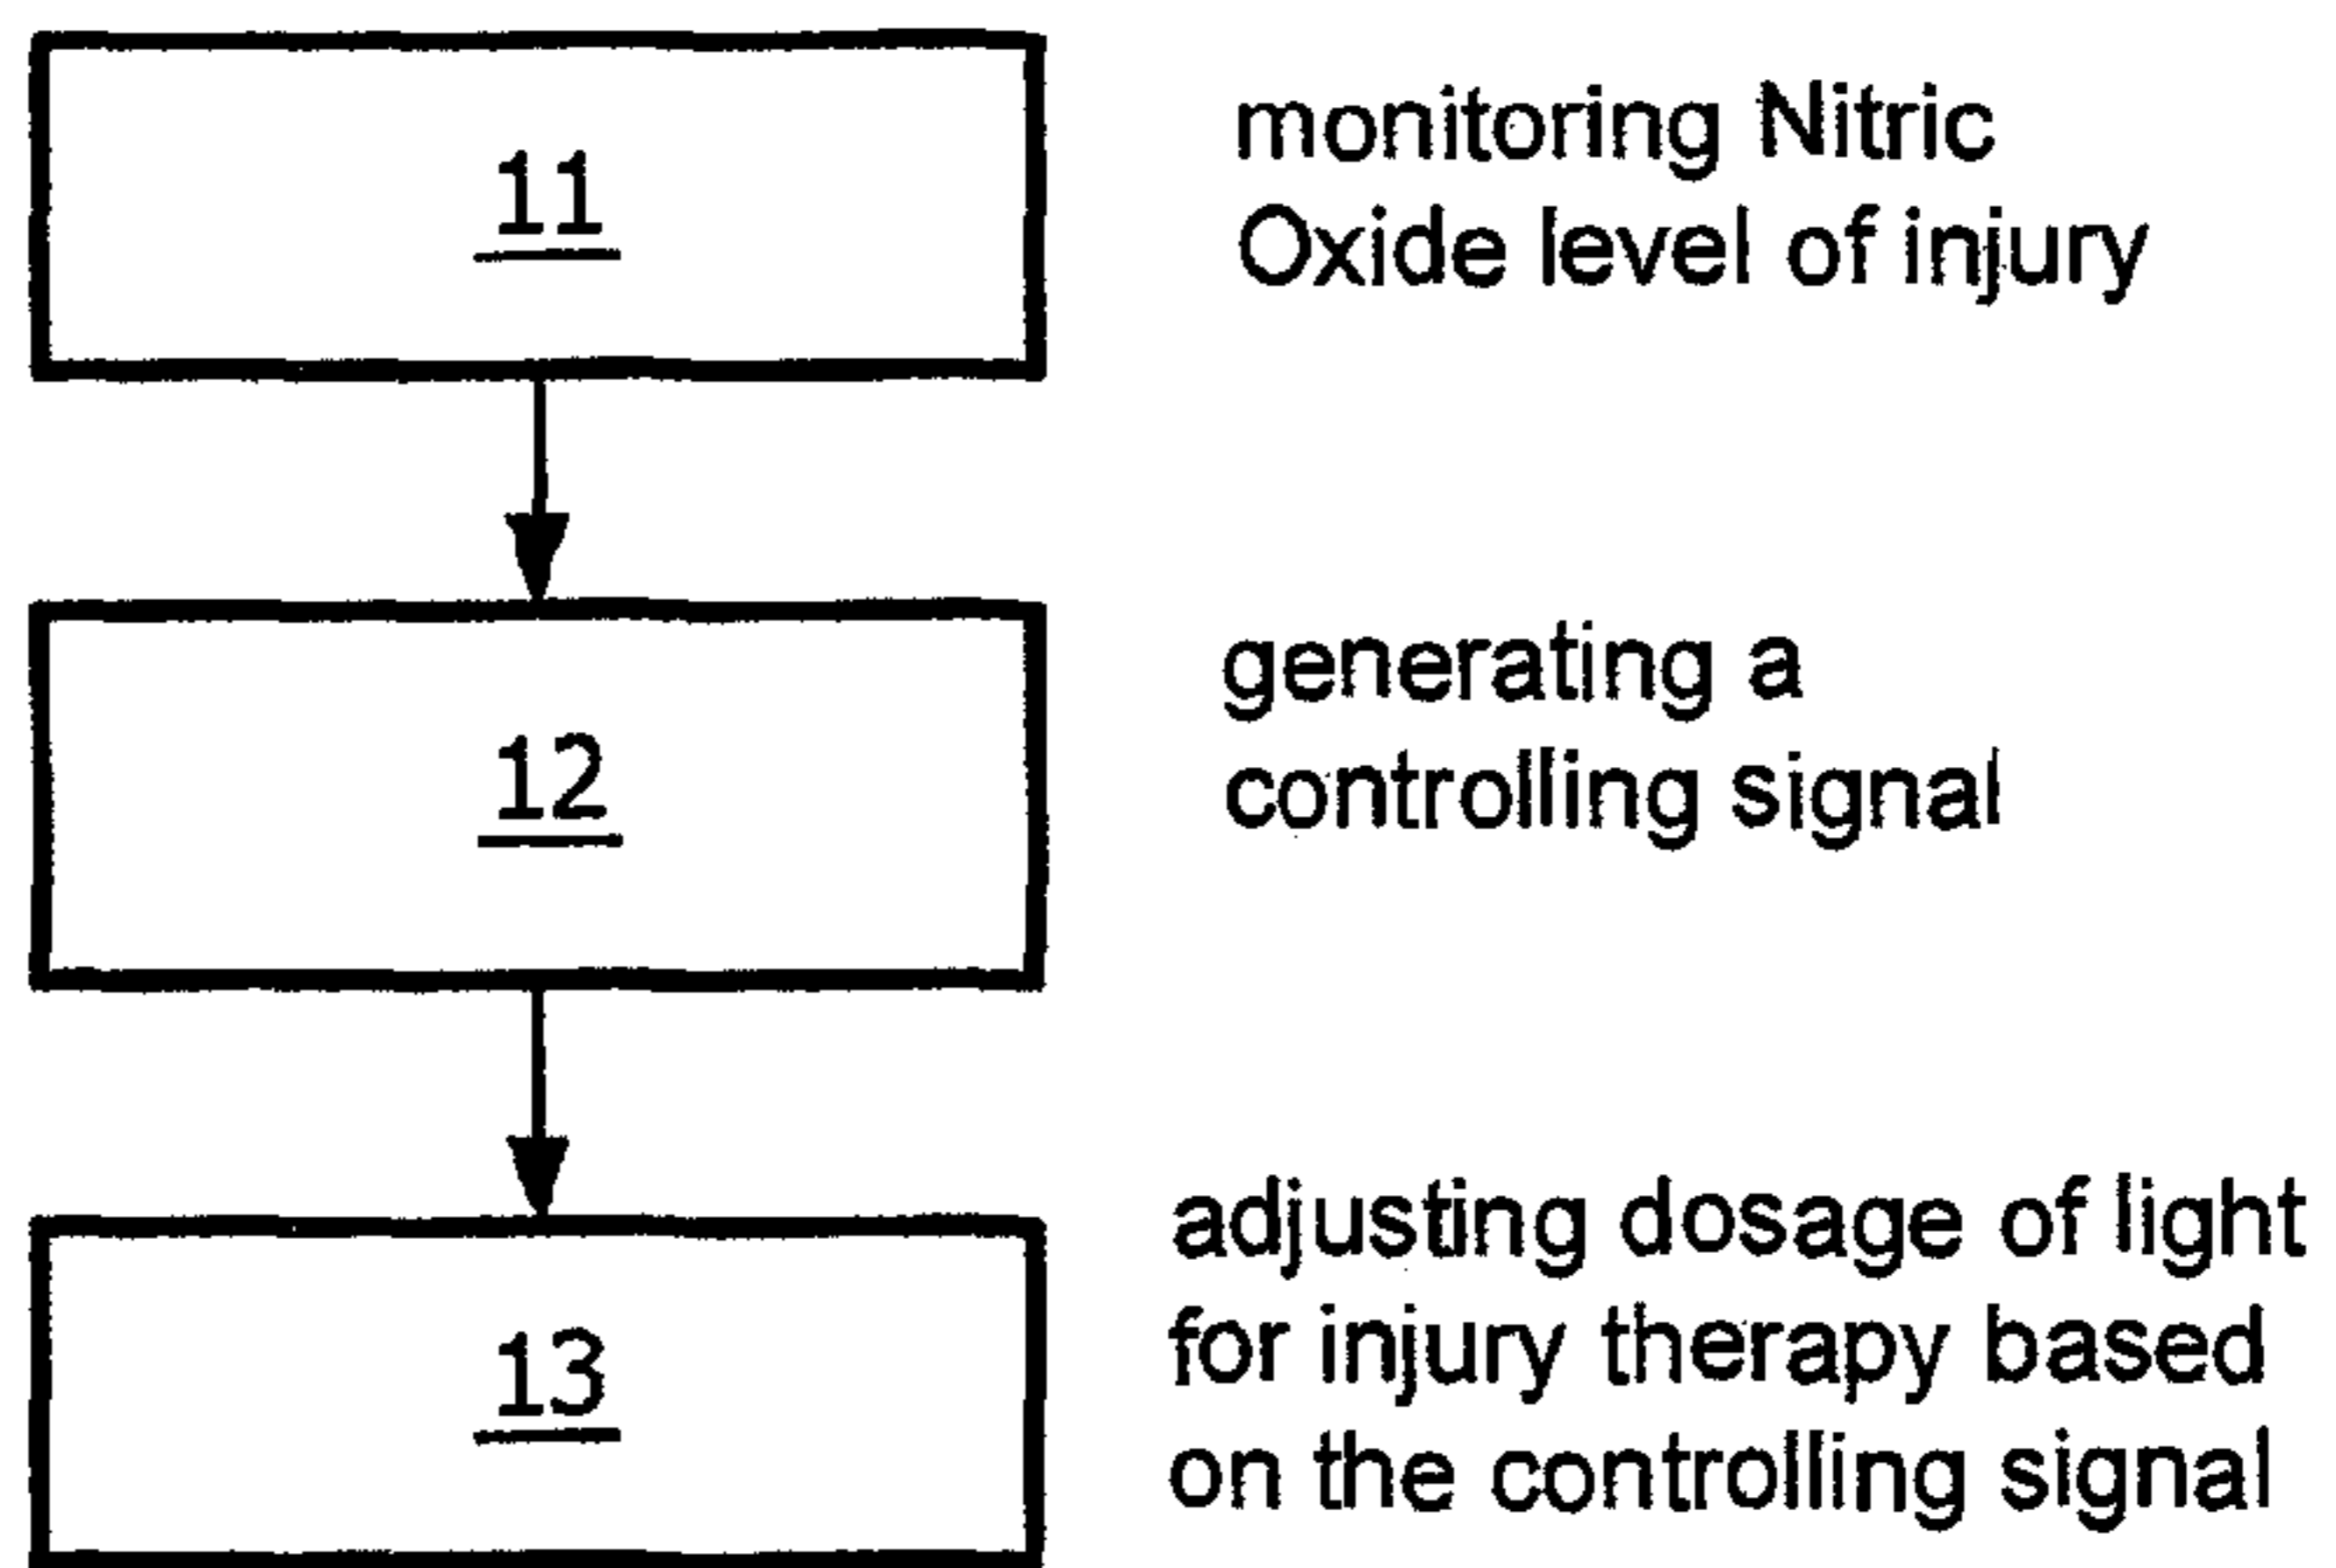 11
monitoring Nitric
Oxide level of injury
12
generating a
controlling signal
13
adjusting dosage of light
for injury therapy based
on the controlling signal